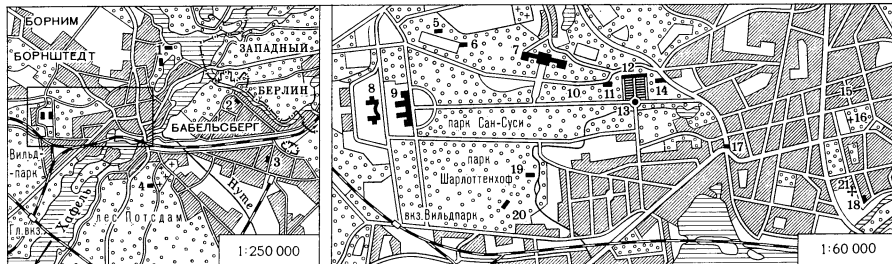 БОРНИМ
БОРНШТЕДТ
ЗАПАДНЫЙ
БЕРЛИН
1
2
БАБЕЛЬСБЕРГ
Вильд-
парк
3
4
Нуте
Хафель
лес Потсдам
Гл.вкз.
1:250 000
5
6
7
12
8
9
10
11
14
13
15
парк Сан-Суси
16
17
парк
Шарлоттенхоф
19
21
18
вкз.Вильдпарк
20
1:60 000